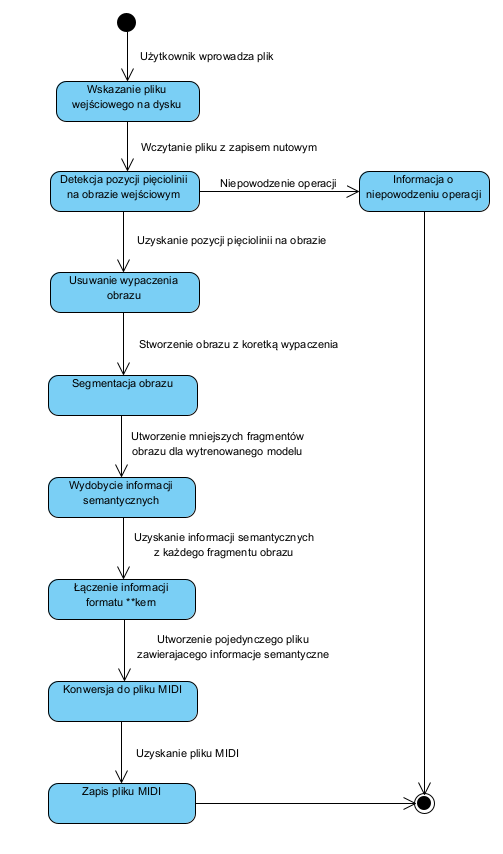 Użytkownik wprowadza plik
Wskazanie pliku
wejściowego na dysku
Wczytanie pliku z zapisem nutowym
Detekcja pozycji pięciolinii
na obrazie wejściowym
Niepowodzenie operacji
Informacja o
niepowodzeniu operacji
Uzyskanie pozycji pięciolinii na obrazie
Usuwanie wypaczenia
obrazu
Stworzenie obrazu z koretką wypaczenia
Segmentacja obrazu
Utworzenie mniejszych fragmentów
obrazu dla wytrenowanego modelu
Wydobycie informacji
semantycznych
Uzyskanie informacji semantycznych
z każdego fragmentu obrazu
Łączenie informacji
formatu **kern
Utworzenie pojedynczego pliku
zawierajacego informacje semantyczne
Konwersja do pliku MIDI
Uzyskanie pliku MIDI
Zapis pliku MIDI